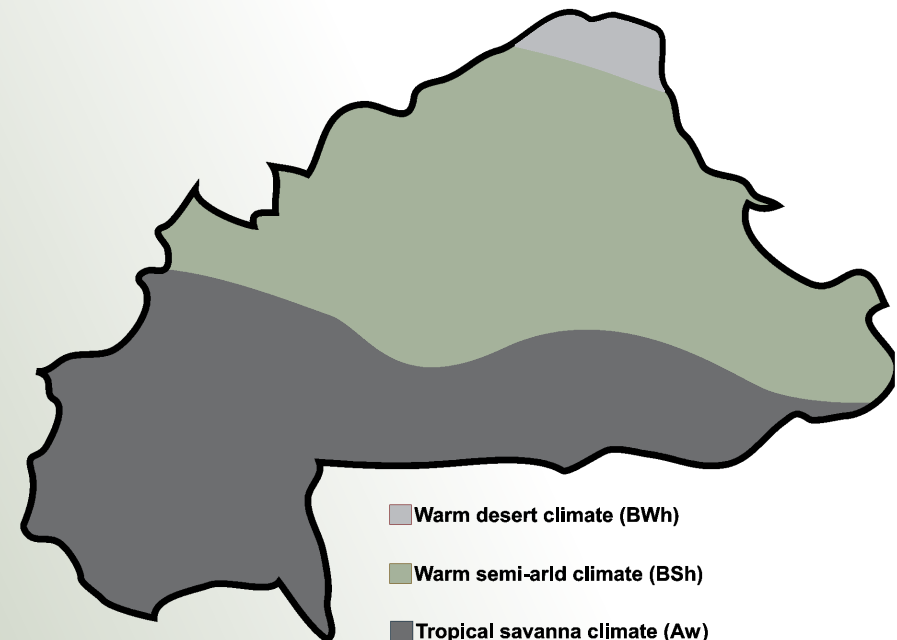 Warm desert climate (BWh)
Warm semi-arld climate (BSh)
Tropical savanna climate (Aw)